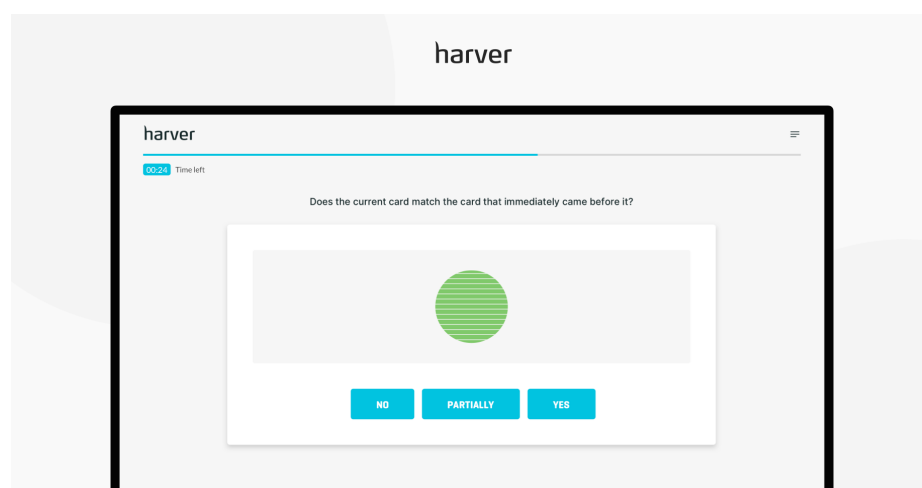 harver
harver
00:24 Time left
Does the current card match the card that immediately came before it?
NO PARTIALLY YES